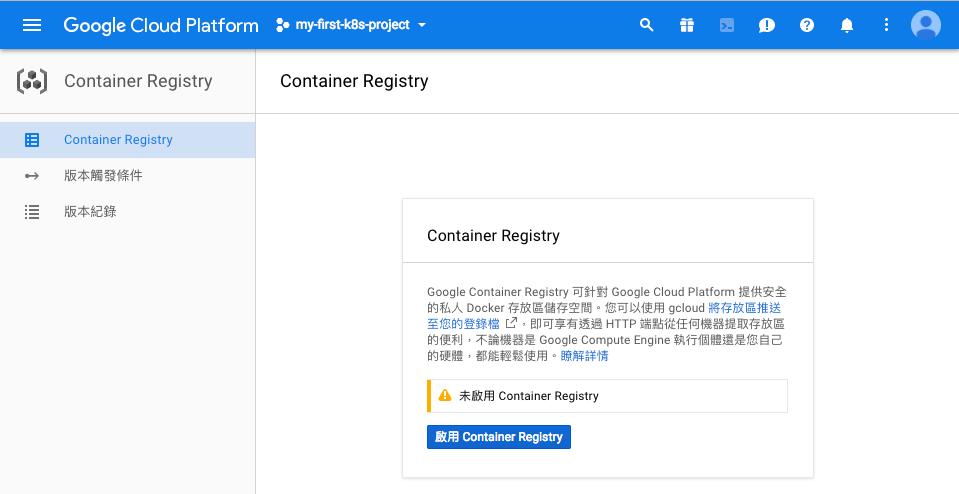 Google Cloud Platform
my-first-k8s-project
Container Registry
Container Registry
Container Registry
版本觸發條件
版本紀錄
Container Registry
Google Container Registry 可針對 Google Cloud Platform 提供安全
的私人 Docker 存放區儲存空間。您可以使用 gcloud 將存放區推送
至您的登錄檔 ,即可享有透過 HTTP 端點從任何機器提取存放區
的便利,不論機器是 Google Compute Engine 執行個體還是您自己
的硬體,都能輕鬆使用。瞭解詳情
未啟用 Container Registry
啟用 Container Registry